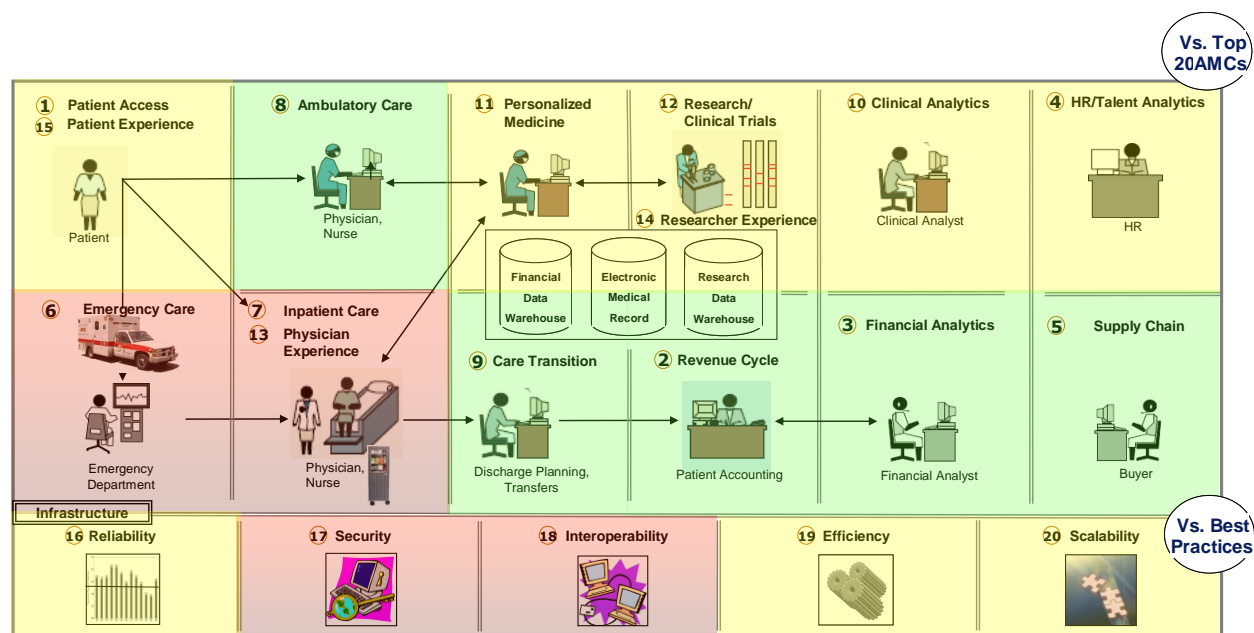 Vs. Top
20AMCs
1 Patient Access
15 Patient Experience
Patient
8 Ambulatory Care
Physician,
Nurse
11 Personalized
Medicine
12 Research/
Clinical Trials
14 Researcher Experience
10 Clinical Analytics
Clinical Analyst
4 HR/Talent Analytics
HR
Financial
Data
Warehouse
Electronic
Medical
Record
Research
Data
Warehouse
6 Emergency Care
Emergency
Department
7 Inpatient Care
13 Physician
Experience
Physician,
Nurse
9 Care Transition
Discharge Planning,
Transfers
2 Revenue Cycle
Patient Accounting
3 Financial Analytics
Financial Analyst
5 Supply Chain
Buyer
Infrastructure
Vs. Best
Practices
16 Reliability
17 Security
18 Interoperability
19 Efficiency
20 Scalability